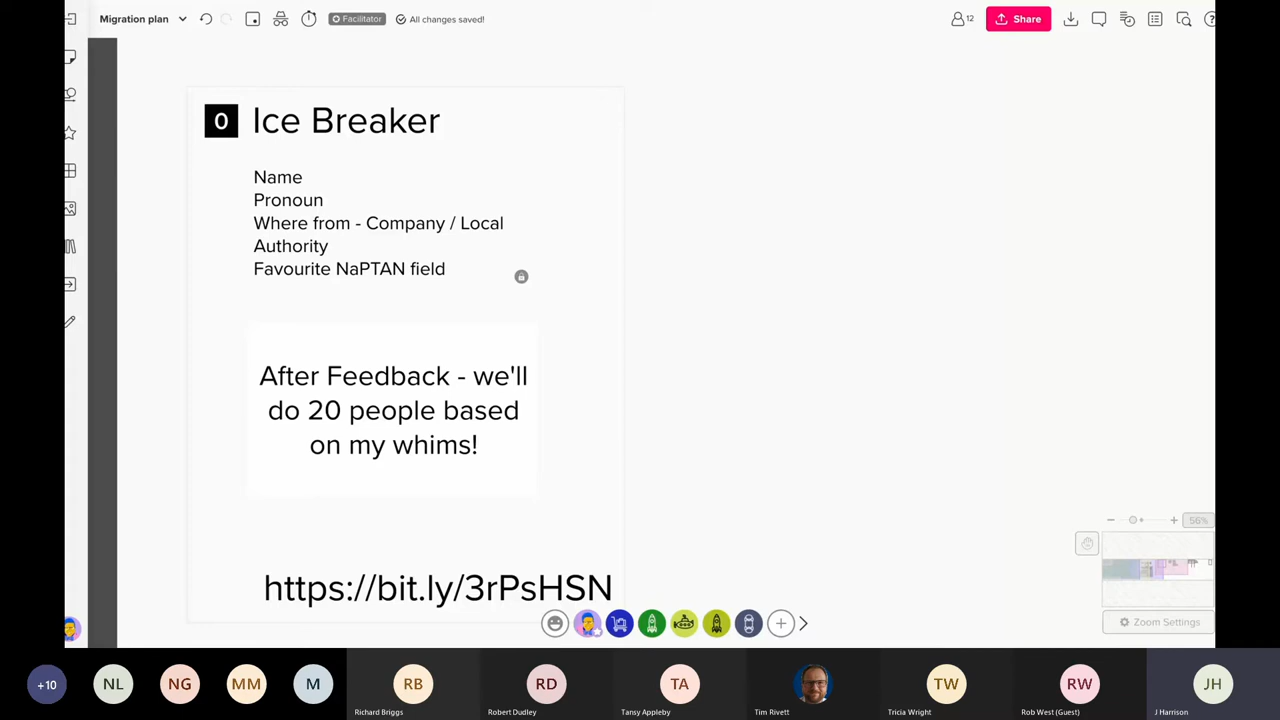 Migration plan
Facilitator
All changes saved!
12
Share
?
0 Ice Breaker
Name
Pronoun
Where from - Company / Local
Authority
Favourite NaPTAN field
After Feedback - we'll
do 20 people based
on my whims!
https://bit.ly/3rPsHSN
56%
Zoom Settings
+10
NL
NG
MM
M
RB
Richard Briggs
RD
Robert Dudley
TA
Tansy Appleby
Tim Rivett
TW
Tricia Wright
RW
Rob West (Guest)
JH
J Harrison